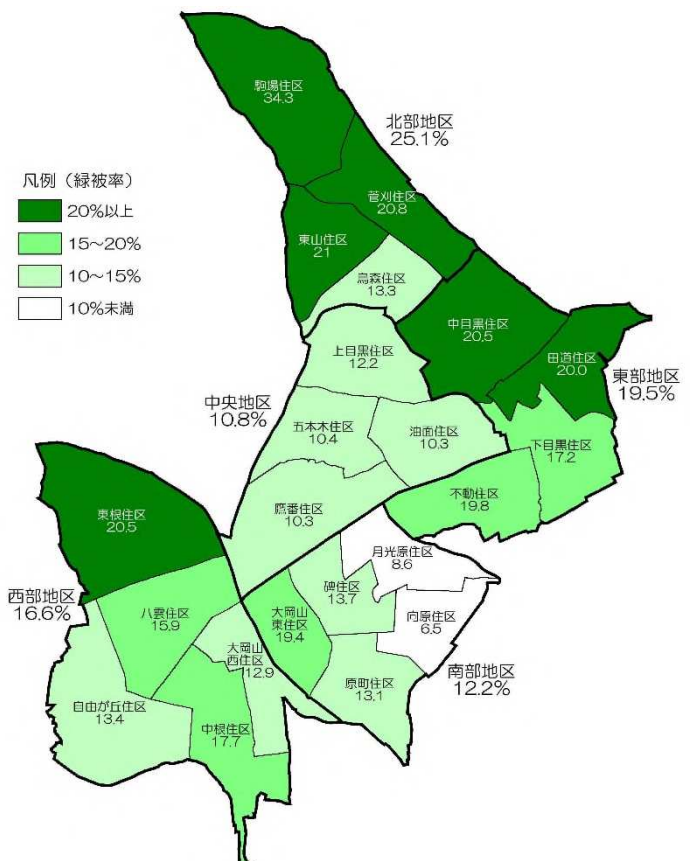 駒場住区
34.3
北部地区
25.1%
凡例（緑被率）
20%以上
15～20%
10～15%
10%未満
菅刈住区
20.8
東山住区
21
烏森住区
13.3
中目黒住区
20.5
田道住区
20.0
東部地区
19.5%
上目黒住区
12.2
中央地区
10.8%
五本木住区
10.4
油面住区
10.3
下目黒住区
17.2
不動住区
19.8
鷹番住区
10.3
東根住区
20.5
月光原住区
8.6
西部地区
16.6%
八雲住区
15.9
碑住区
13.7
向原住区
6.5
大岡山
東住区
19.4
大岡山
西住区
12.9
原町住区
13.1
南部地区
12.2%
自由が丘住区
13.4
中根住区
17.7